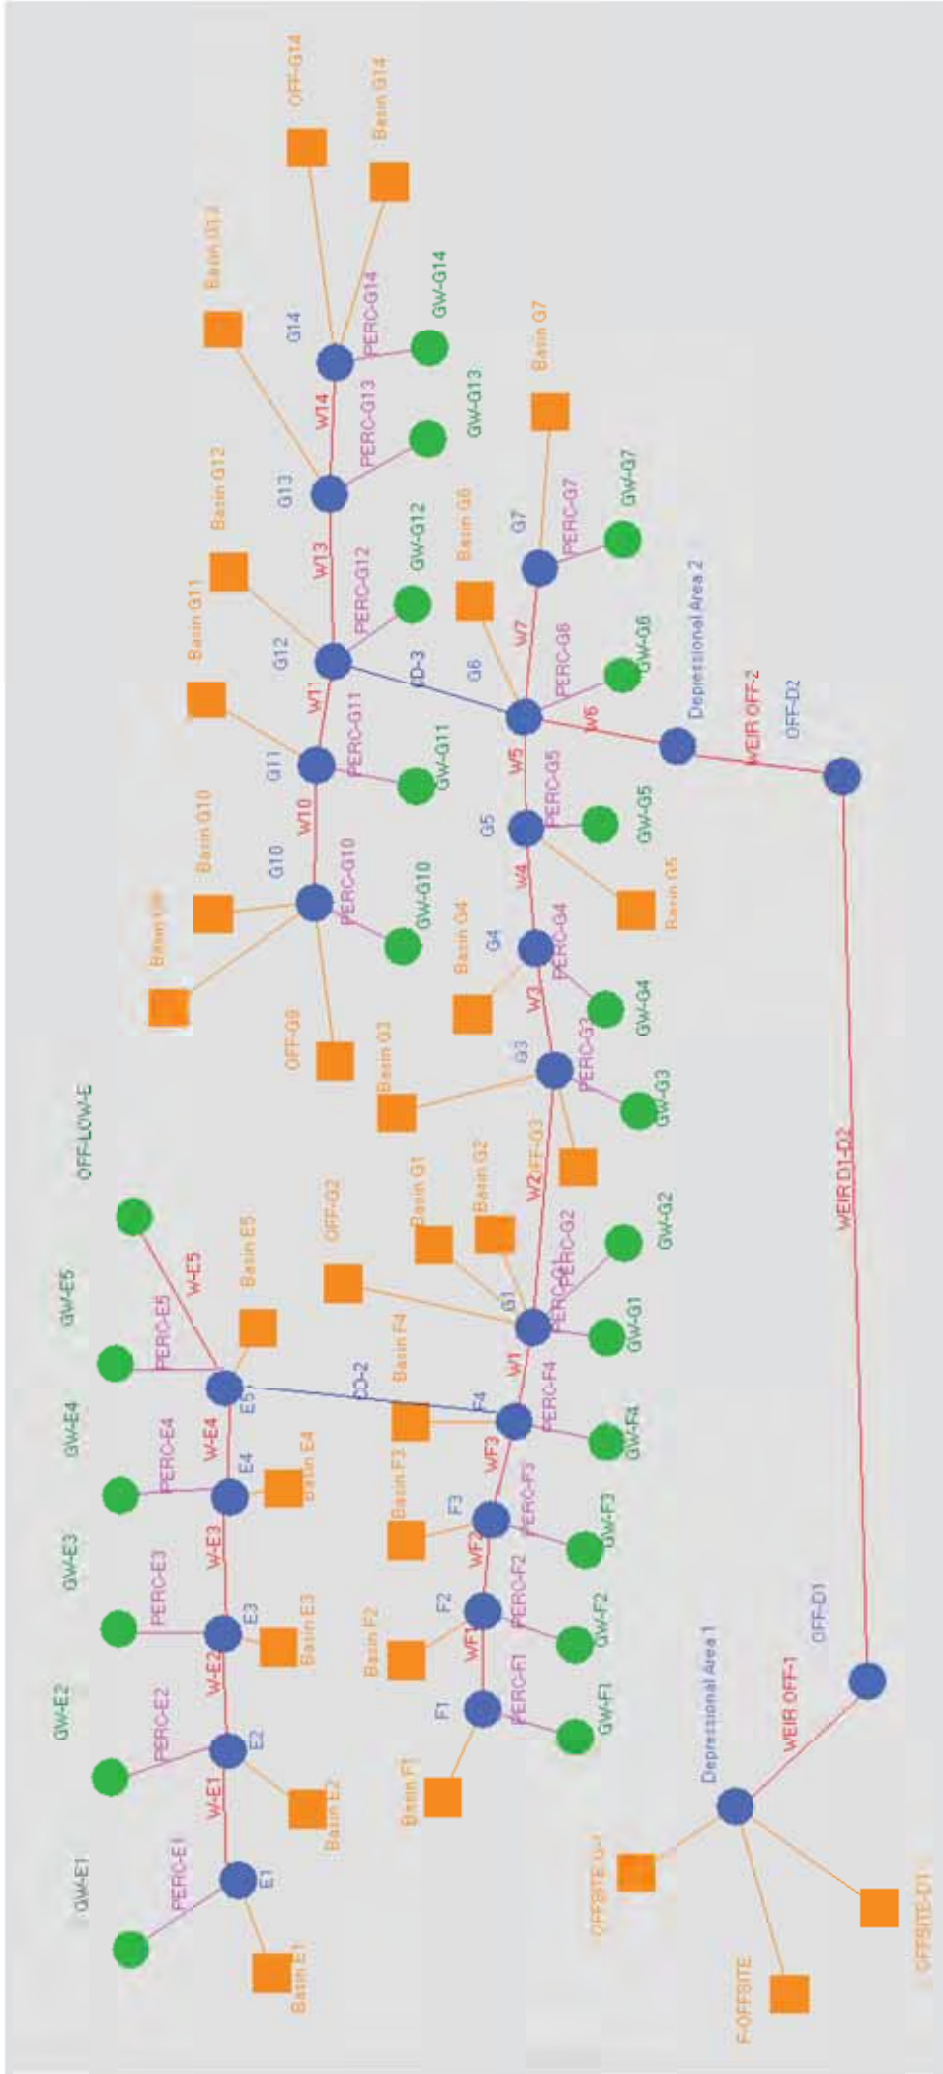 GW-E1
GW-E2
GW-E3
GW-E4
GW-E5
OFF-LOW-E
PERC-E1
PERC-E2
PERC-E3
PERC-E4
PERC-E5
W-E5
W-E1
W-E2
W-E3
W-E4
E1
E2
E3
E4
E5
Basin E1
Basin E2
Basin E3
Basin E4
Basin E5
CO-2
OFF-G9
Basin G10
Basin G11
Basin G12
OFF-G14
Basin G14
G10
G11
G12
G13
G14
W10
W13
W14
PERC-G10
PERC-G11
PERC-G12
PERC-G13
PERC-G14
GW-G10
GW-G11
GW-G12
GW-G13
GW-G14
Basin F1
Basin F2
Basin F3
Basin F4
OFF-G2
Basin G1
Basin G2
Basin G3
Basin G4
Basin G6
Basin G7
F1
F2
F3
F4
G1
G3
G4
G5
G6
G7
WF1
WF2
WF3
W1
W2
W3
W4
W5
W7
PERC-F1
PERC-F2
PERC-F3
PERC-F4
PERC-G2
PERC-G3
PERC-G4
PERC-G5
PERC-G6
PERC-G7
GW-F1
GW-F2
GW-F3
GW-F4
GW-G1
GW-G2
GW-G3
GW-G4
GW-G5
GW-G6
GW-G7
Basin G5
W6
Depressional Area 2
WEIR OFF-2
OFF-D2
WEIR D1-D2
Depressional Area 1
WEIR OFF-1
OFF-D1
F-OFFSITE
OFFSITE-D1